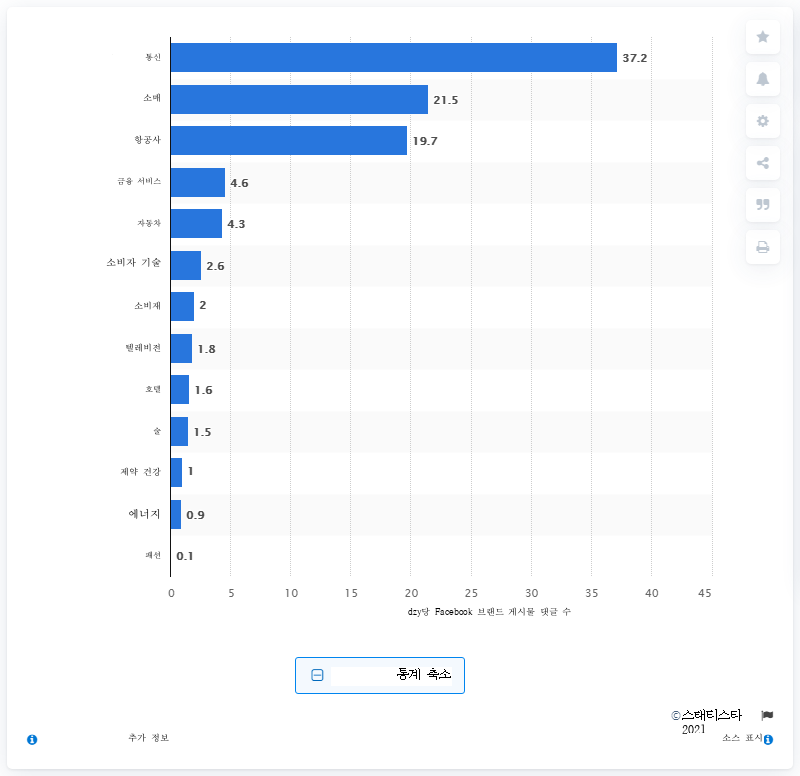 통신 37.2
소매 21.5
항공사 19.7
금융 서비스 4.6
자동차 4.3
소비자 기술 2.6
소비재 2
텔레비전 1.8
호텔 1.6
술 1.5
제약 건강 1
에너지 0.9
패션 0.1
0 5 10 15 20 25 30 35 40 45
dzy당 Facebook 브랜드 게시물 댓글 수
통계 축소
©스태티스타
2021
추가 정보
소스 표시